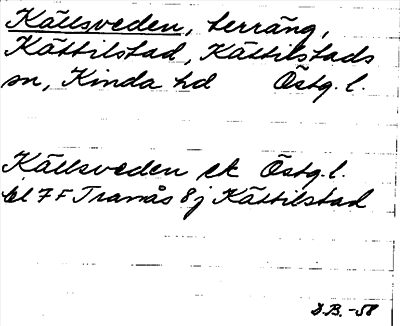 Källsveden, terräng,
Kättilstad, Kättilstads
sn, Kinda hd Östg. l.
Källsveden ek Östg. l.
bl 7 F Tranås 8 j Kättilstad
D.B. -58